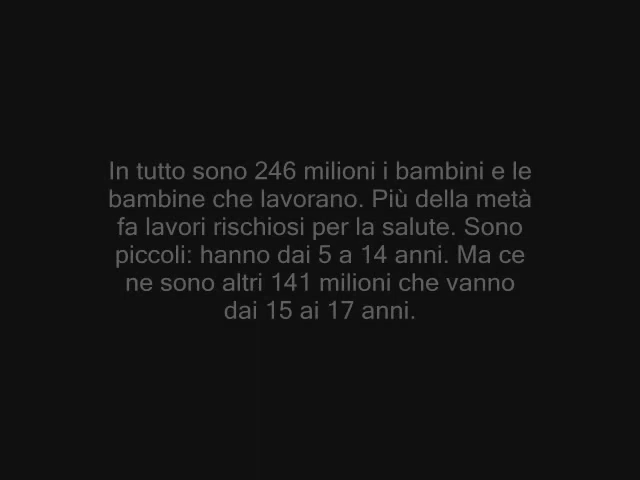 In tutto sono 246 milioni i bambini e le
bambine che lavorano. Più della metà
fa lavori rischiosi per la salute. Sono
piccoli: hanno dai 5 a 14 anni. Ma ce
ne sono altri 141 milioni che vanno
dai 15 ai 17 anni.